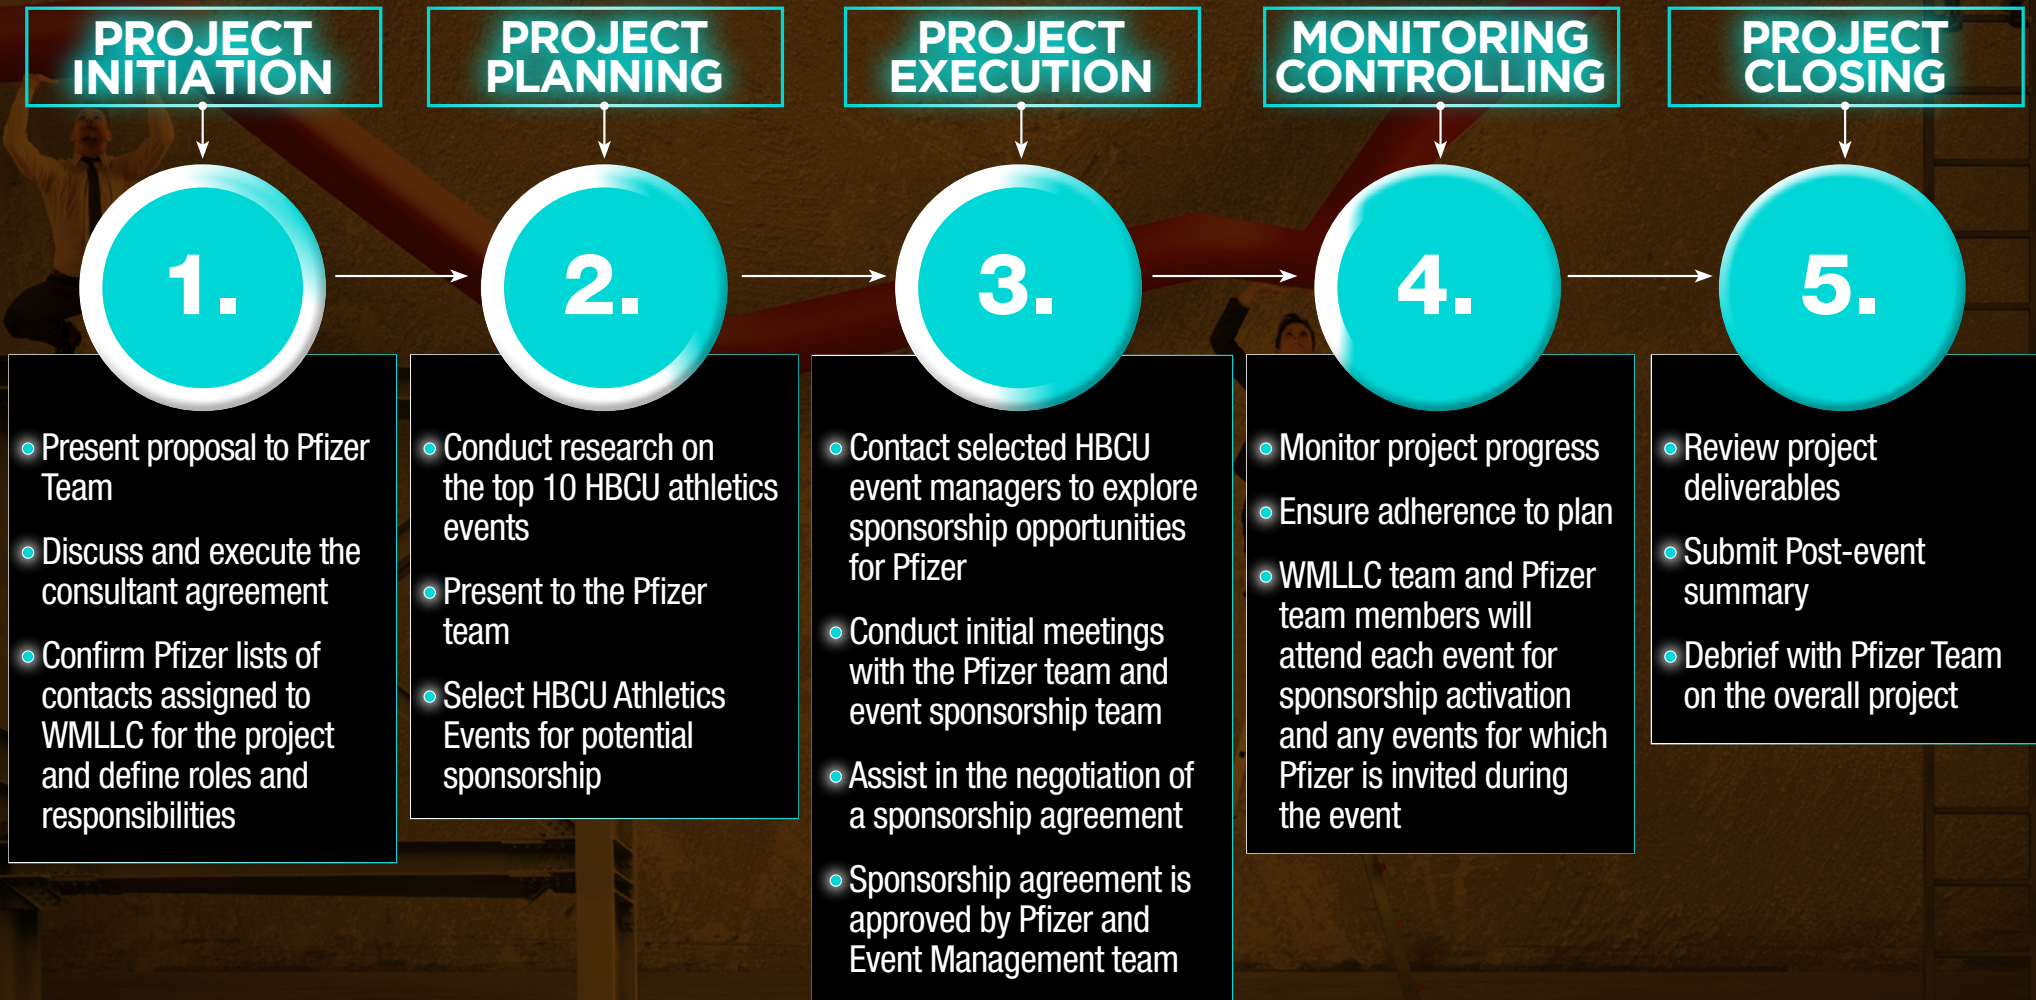 PROJECT
INITIATION
1.
Present proposal to Pfizer
Team
Discuss and execute the
consultant agreement
Confirm Pfizer lists of
contacts assigned to
WMLLC for the project
and define roles and
responsibilities
PROJECT
PLANNING
2.
Conduct research on
the top 10 HBCU athletics
events
Present to the Pfizer
team
Select HBCU Athletics
Events for potential
sponsorship
PROJECT
EXECUTION
3.
Contact selected HBCU
event managers to explore
sponsorship opportunities
for Pfizer
Conduct initial meetings
with the Pfizer team and
event sponsorship team
Assist in the negotiation of
a sponsorship agreement
Sponsorship agreement is
approved by Pfizer and
Event Management team
MONITORING
CONTROLLING
4.
Monitor project progress
Ensure adherence to plan
WMLLC team and Pfizer
team members will
attend each event for
sponsorship activation
and any events for which
Pfizer is invited during
the event
PROJECT
CLOSING
5.
Review project
deliverables
Submit Post-event
summary
Debrief with Pfizer Team
on the overall project